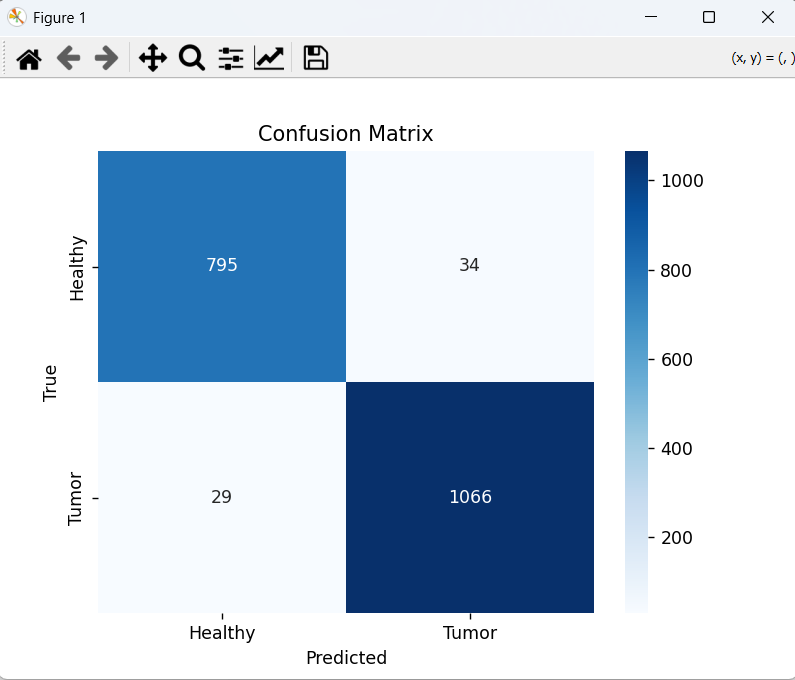 Figure 1
(x, y) = (, )
Confusion Matrix
Healthy
795
34
1000
800
True
600
Tumor
29
1066
400
200
Healthy
Tumor
Predicted